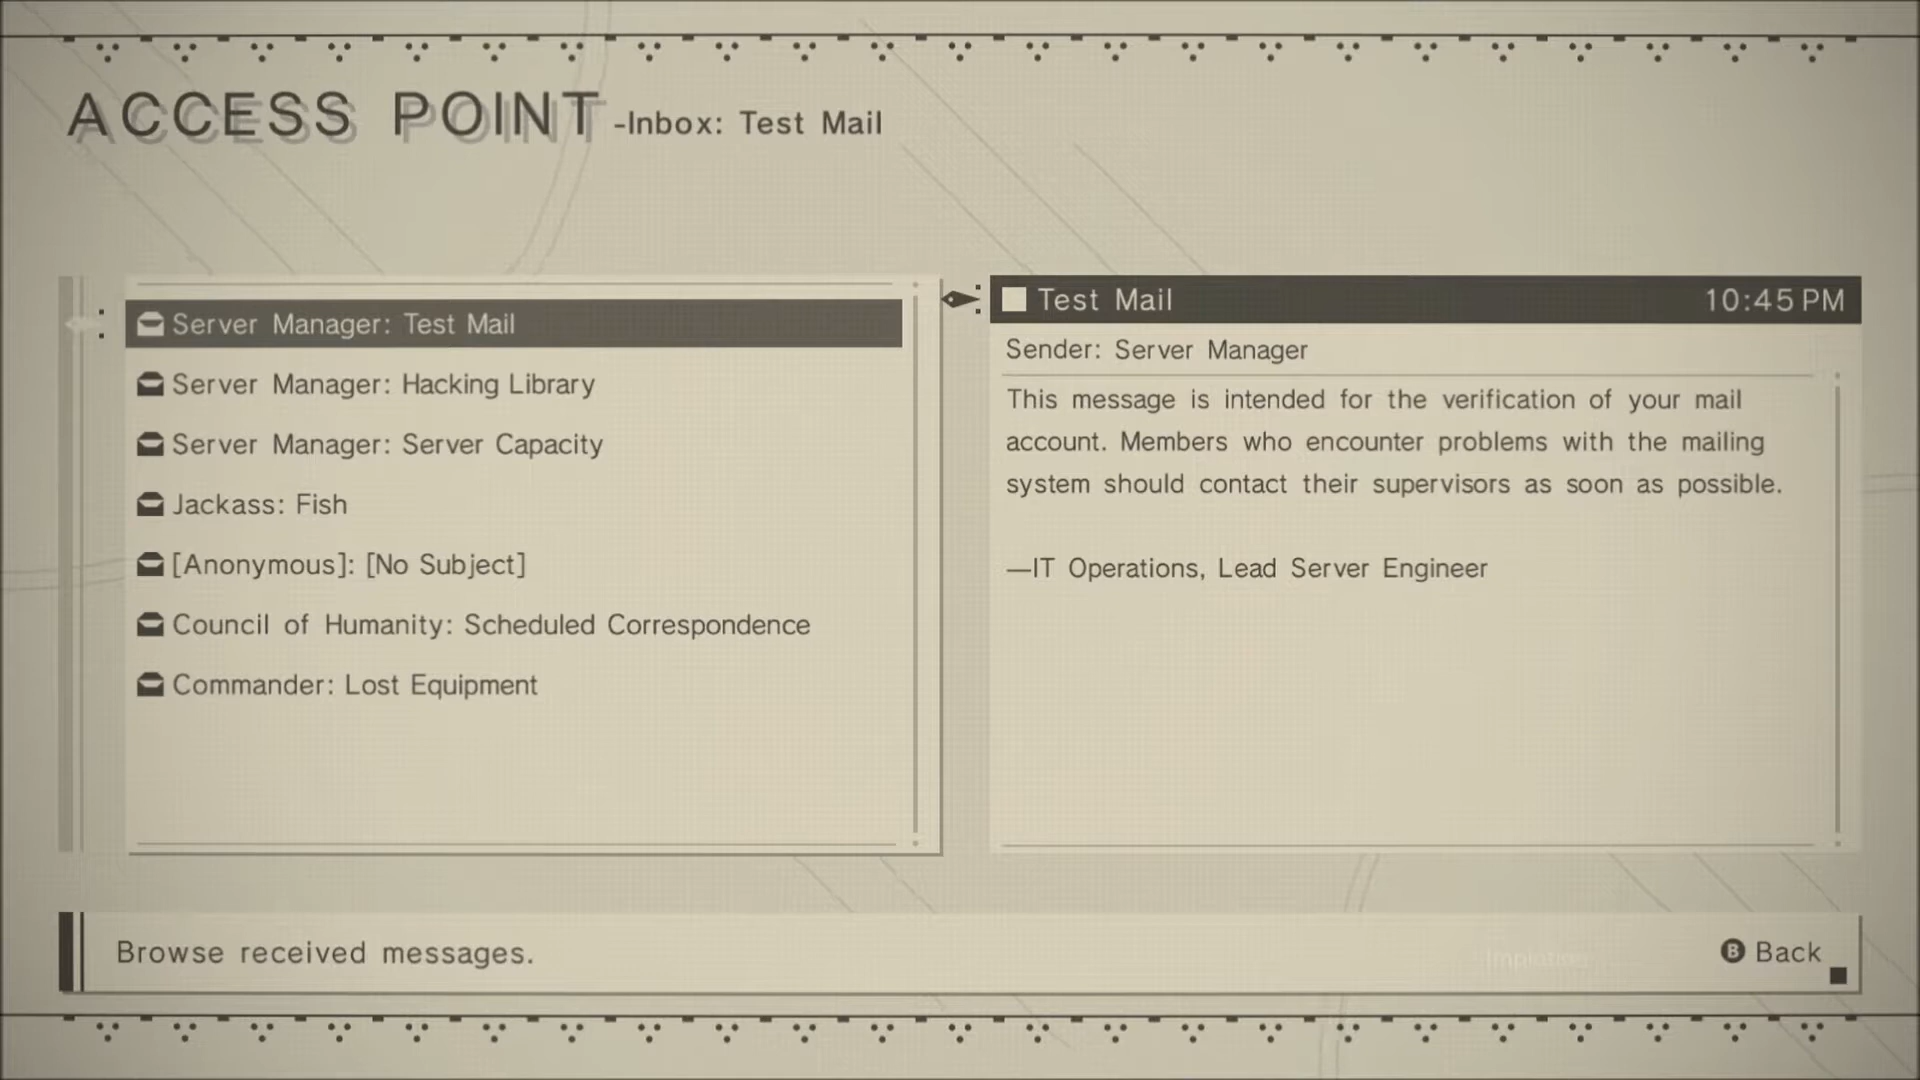 ACCESS POINT -Inbox: Test Mail
Server Manager: Test Mail
Server Manager: Hacking Library
Server Manager: Server Capacity
Jackass: Fish
[Anonymous]: [No Subject]
Council of Humanity: Scheduled Correspondence
Commander: Lost Equipment
Test Mail 10:45 PM
Sender: Server Manager
This message is intended for the verification of your mail
account. Members who encounter problems with the mailing
system should contact their supervisors as soon as possible.
—IT Operations, Lead Server Engineer
Browse received messages.
B Back